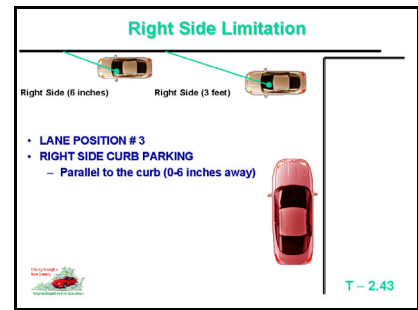 Right Side Limitation
Right Side (6 inches) Right Side (3 feet)
• LANE POSITION # 3
• RIGHT SIDE CURB PARKING
– Parallel to the curb (0-6 inches away)
T – 2.43